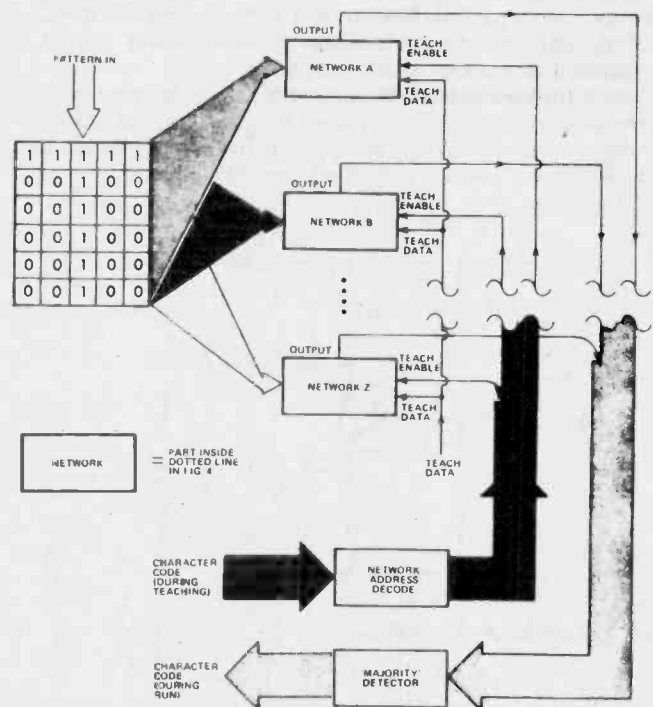 PATTERN IN
OUTPUT
NETWORK A
TEACH
ENABLE
TEACH
DATA
1 1 1 1 1
0 0 1 0 0
0 0 1 0 0
0 0 1 0 0
0 0 1 0 0
0 0 1 0 0
OUTPUT
NETWORK B
TEACH
ENABLE
TEACH
DATA
OUTPUT
NETWORK Z
TEACH
ENABLE
TEACH
DATA
TEACH
DATA
NETWORK
= PART INSIDE
DOTTED LINE
IN FIG 4
CHARACTER
CODE
(DURING
TEACHING)
NETWORK
ADDRESS
DECODE
CHARACTER
CODE
(DURING
RUN)
MAJORITY
DETECTOR